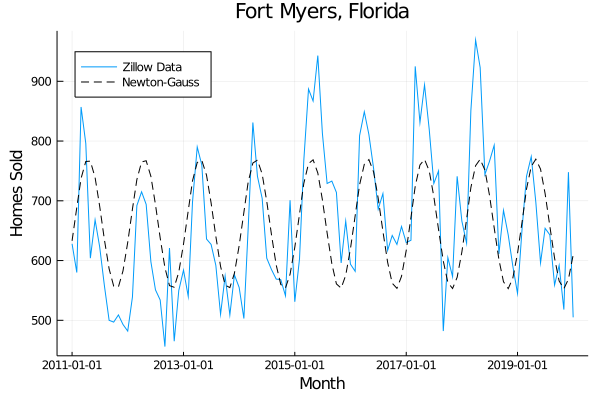 Fort Myers, Florida
Zillow Data
Newton-Gauss
Homes Sold
900
800
700
600
500
2011-01-01 2013-01-01 2015-01-01 2017-01-01 2019-01-01
Month